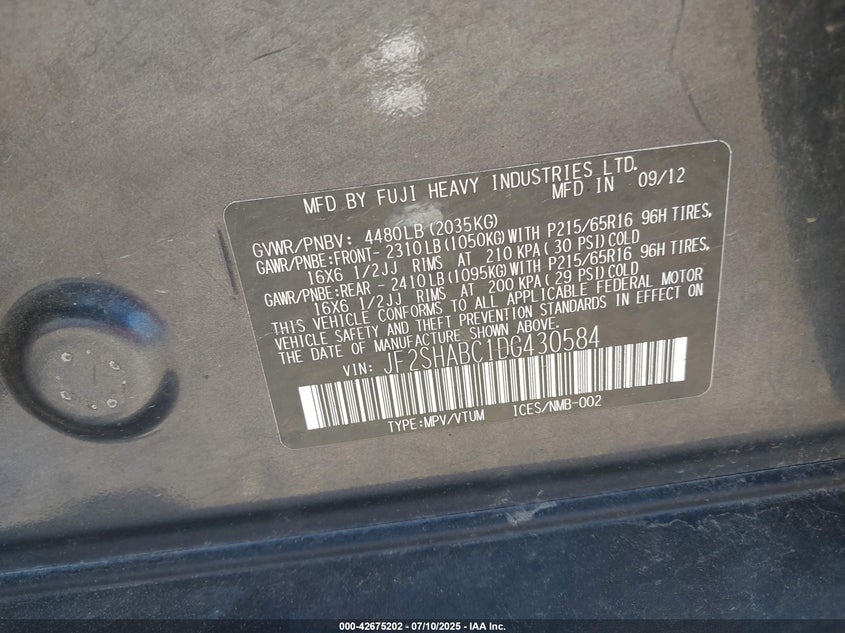 MFD BY FUJI HEAVY INDUSTRIES LTD.
MFD IN 09/12
GVWR/PNBV: 4480LB(2035KG)
GAWR/PNBE:FRONT- 2310LB(1050KG)WITH P215/65R16 96H TIRES,
16X6 1/2JJ RIMS AT 210 KPA(30 PSI)COLD
GAWR/PNBE:REAR - 2410LB(1095KG)WITH P215/65R16 96H TIRES,
16X6 1/2JJ RIMS AT 200 KPA(29 PSI)COLD
THIS VEHICLE CONFORMS TO ALL APPLICABLE FEDERAL MOTOR
VEHICLE SAFETY AND THEFT PREVENTION STANDARDS IN EFFECT ON
THE DATE OF MANUFACTURE SHOWN ABOVE.
VIN: JF2SHABC1DG430584
TYPE:MPV/VTUM ICES/NMB-002
000-42675202 - 07/10/2025 - IAA Inc.